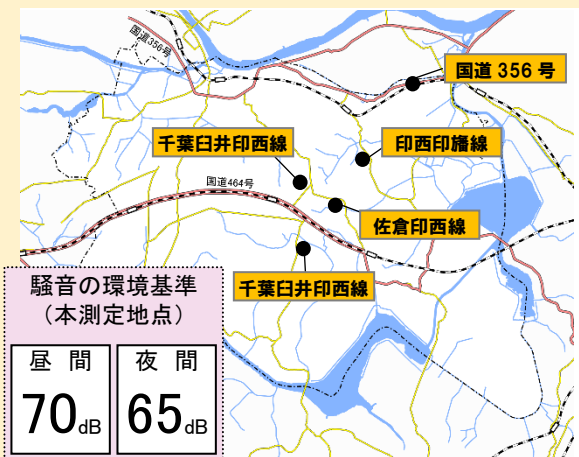 国道356号
国道 356 号
千葉臼井印西線
印西印旛線
国道464号
佐倉印西線
千葉臼井印西線
騒音の環境基準
（本測定地点）
昼 間
70dB
夜 間
65dB